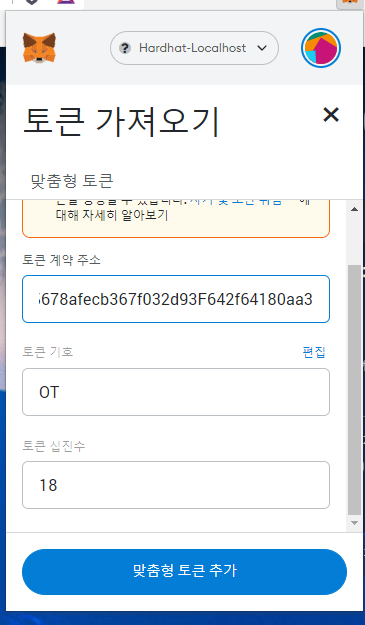 Hardhat-Localhost
토큰 가져오기
맞춤형 토큰
대해 자세히 알아보기
토큰 계약 주소
5678afecb367f032d93F642f64180aa3
토큰 기호 편집
OT
토큰 십진수
18
맞춤형 토큰 추가